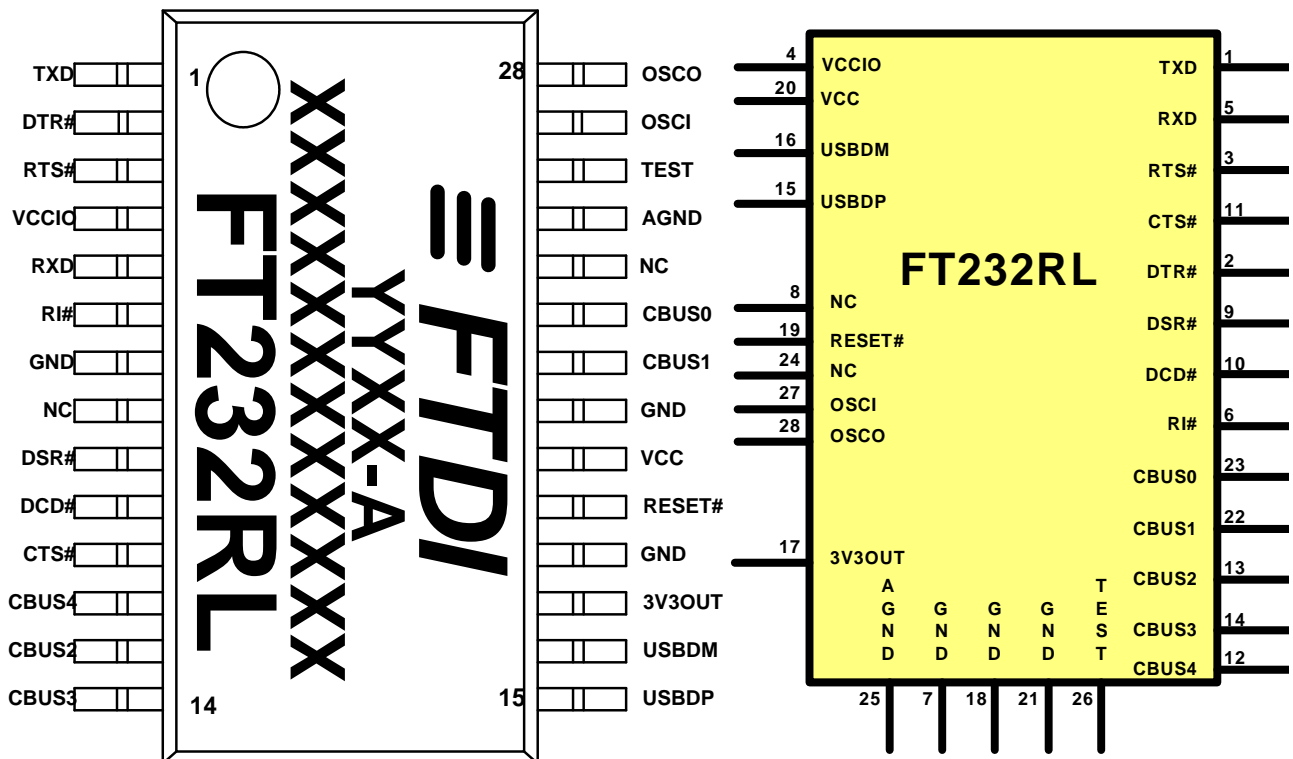 TXD
DTR#
RTS#
VCCIO
RXD
RI#
GND
NC
DSR#
DCD#
CTS#
CBUS4
CBUS2
CBUS3
1
14
28
15
FT232RL
XXXXXXXXXXXX
YYXX-A
FTDI
OSCO
OSCI
TEST
AGND
NC
CBUS0
CBUS1
GND
VCC
RESET#
GND
3V3OUT
USBDM
USBDP
4 VCCIO
20 VCC
16 USBDM
15 USBDP
8 NC
19 RESET#
24 NC
27 OSCI
28 OSCO
17 3V3OUT
FT232RL
TXD 1
RXD 5
RTS# 3
CTS# 11
DTR# 2
DSR# 9
DCD# 10
RI# 6
CBUS0 23
CBUS1 22
CBUS2 13
CBUS3 14
CBUS4 12
AGND
GND
GND
GND
TEST
25 7 18 21 26